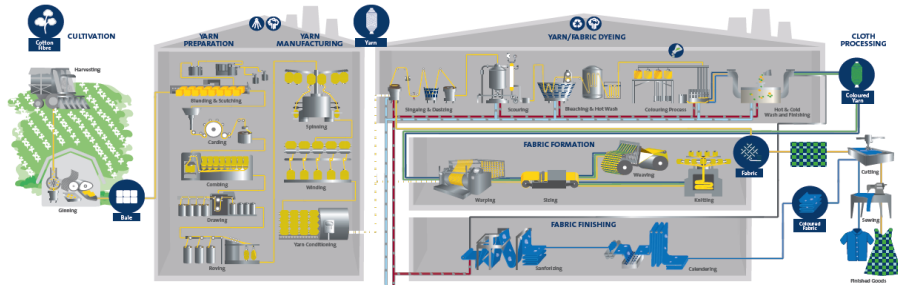 Cotton
Fibre
CULTIVATION
Harvesting
Ginning
Bale
YARN
PREPARATION
Blending & Scutching
Carding
Combing
Drawing
Roving
YARN
MANUFACTURING
Spinning
Winding
Yarn Conditioning
Yarn
YARN/FABRIC DYEING
Singeing & Desizing
Scouring
Bleaching & Hot Wash
Colouring Process
Hot & Cold
Wash and Finishing
FABRIC FORMATION
Warping
Sizing
Weaving
Knitting
Fabric
FABRIC FINISHING
Sanforizing
Calendering
Coloured
Fabric
CLOTH
PROCESSING
Coloured
Yarn
Cutting
Sewing
Finished Goods